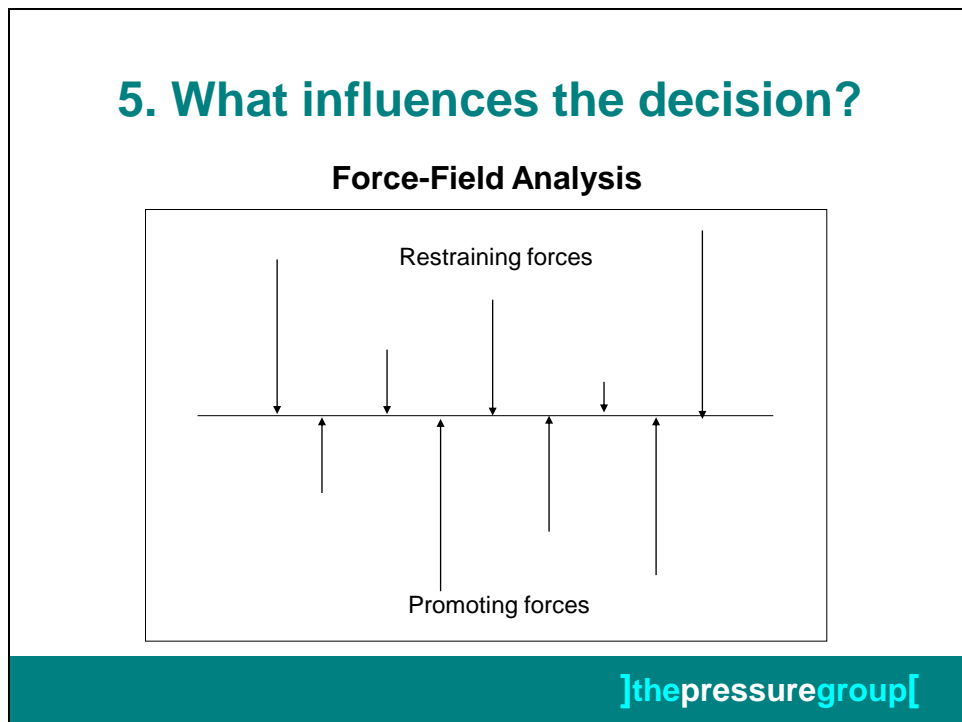 5. What influences the decision?
Force-Field Analysis
Restraining forces
Promoting forces
]thepressuregroup[